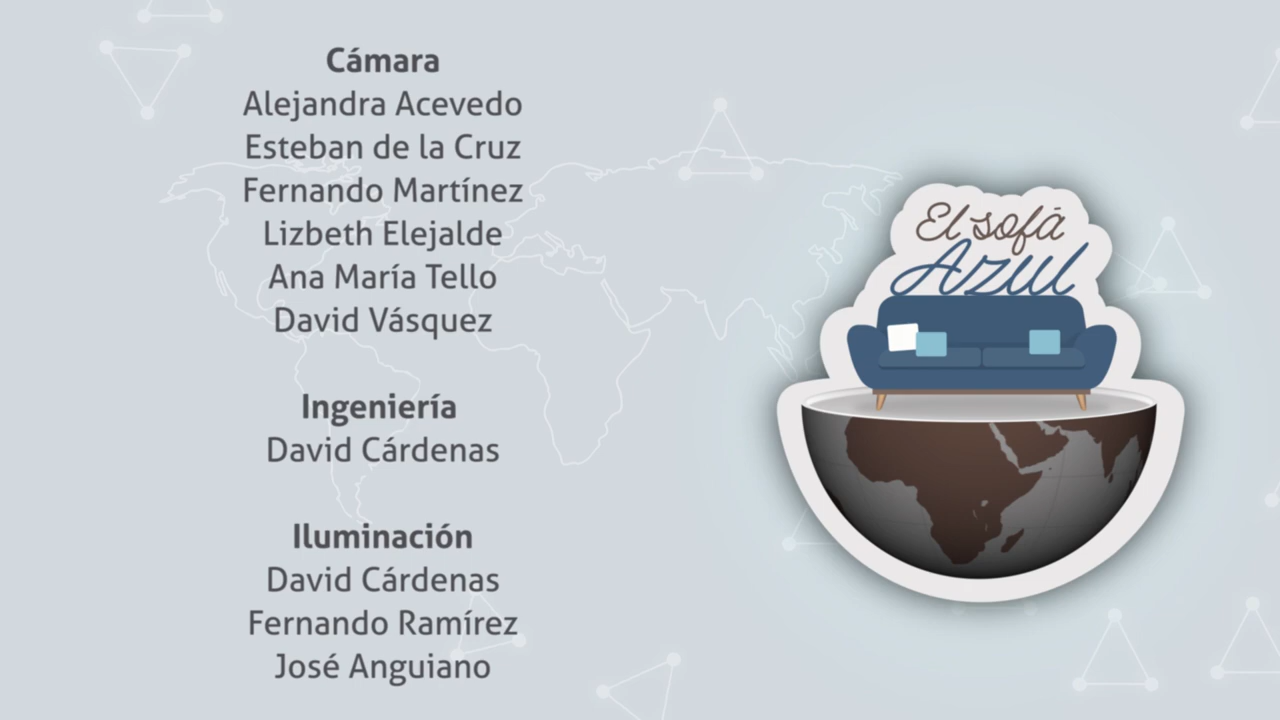 Cámara
Alejandra Acevedo
Esteban de la Cruz
Fernando Martínez
Lizbeth Elejalde
Ana María Tello
David Vásquez
Ingeniería
David Cárdenas
Iluminación
David Cárdenas
Fernando Ramírez
José Anguiano
El sofá
Azul